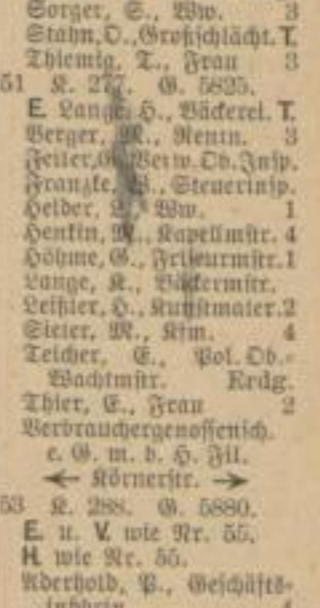 Sorger, S., Ww. 3
Stahn, O., Großschlächt. T.
Thiemig, T., Frau 3
51 K. 277. G. 5825.
E. Lange, H., Bäckerei. T.
Berger, M., Rentn. 3
Feiler, G. Verw. Ob. Insp.
Franzke, Steuerinsp.
Helder, Ww. 1
Henkin, M., Kapellmstr. 4
Höhme, G., Friseurmstr. 1
Lange, K., Bäckermstr.
Leißler, H., Kunstmaler. 2
Sieler, M., Kfm. 4
Teicher, E., Pol. Ob.-
Wachtmstr. Erdg.
Thier, E., Frau 2
Verbrauchergenossensch.
e. G. m. b. H. Fil.
← Körnerstr. →
53 K. 288. G. 5880.
E. u. V. wie Nr. 55.
H. wie Nr. 55.
Aderhold, P., Geschäfts-